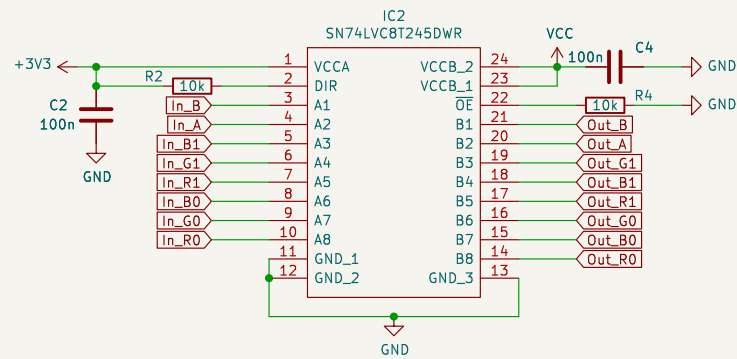 IC2
SN74LVC8T245DWR
+3V3
VCC
1 VCCA VCCB_2 24
100n C4 GND
R2 10k 2 DIR VCCB_1 23
In_B 3 A1 OE 22 10k R4 GND
C2 100n
In_A 4 A2 B1 21 Out_B
In_B1 5 A3 B2 20 Out_A
In_G1 6 A4 B3 19 Out_G1
GND
In_R1 7 A5 B4 18 Out_B1
In_B0 8 A6 B5 17 Out_R1
In_G0 9 A7 B6 16 Out_G0
In_R0 10 A8 B7 15 Out_B0
11 GND_1 B8 14 Out_R0
12 GND_2 GND_3 13
GND